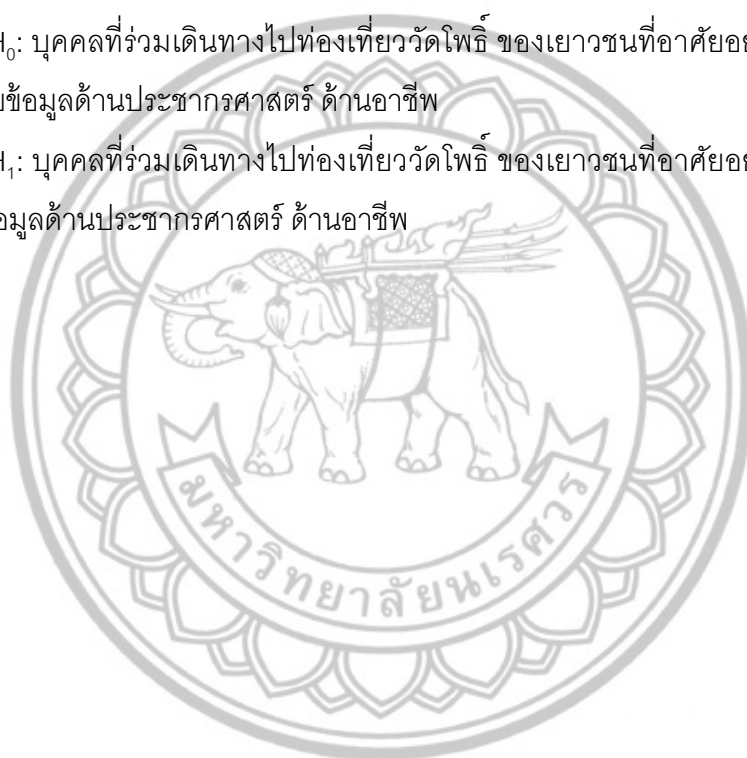 H₀: บุคคลที่ร่วมเดินทางไปท่องเที่ยววัดโพธิ์ ของเยาวชนที่อาศัย
ข้อมูลด้านประชากรศาสตร์ ด้านอาชีพ
H₁: บุคคลที่ร่วมเดินทางไปท่องเที่ยววัดโพธิ์ ของเยาวชนที่อาศัย
ข้อมูลด้านประชากรศาสตร์ ด้านอาชีพ
มหาวิทยาลัยนเรศวร